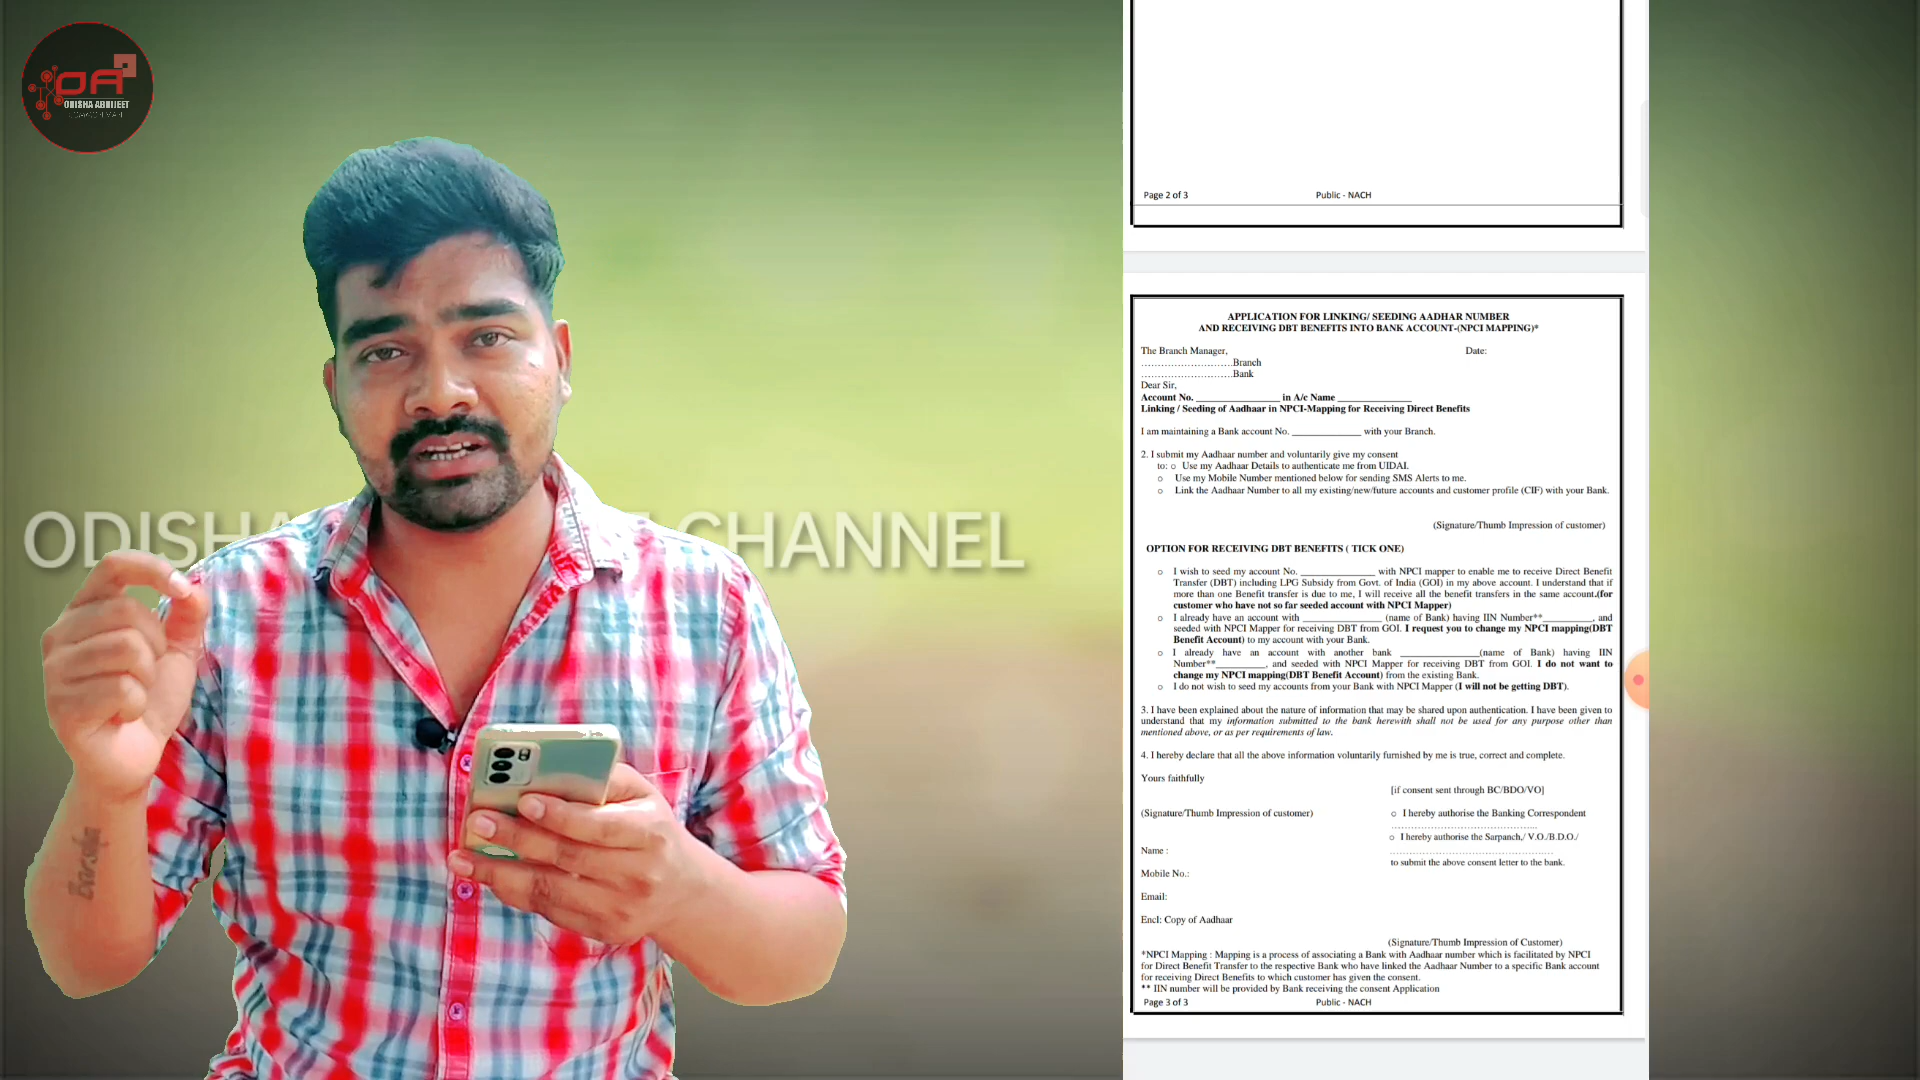 OA
ODISHA ABHIJEET
ODISHA CHANNEL
Barsha
Page 2 of 3 Public - NACH
APPLICATION FOR LINKING/ SEEDING AADHAR NUMBER
AND RECEIVING DBT BENEFITS INTO BANK ACCOUNT-(NPCI MAPPING)*
The Branch Manager, Date:
…………………………Branch
…………………………Bank
Dear Sir,
Account No. ________________ in A/c Name ______________
Linking / Seeding of Aadhaar in NPCI-Mapping for Receiving Direct Benefits
I am maintaining a Bank account No. ______________ with your Branch.
2. I submit my Aadhaar number and voluntarily give my consent
to: o Use my Aadhaar Details to authenticate me from UIDAI.
o Use my Mobile Number mentioned below for sending SMS Alerts to me.
o Link the Aadhaar Number to all my existing/new/future accounts and customer profile (CIF) with your Bank.
(Signature/Thumb Impression of customer)
OPTION FOR RECEIVING DBT BENEFITS ( TICK ONE)
o I wish to seed my account No. _______________ with NPCI mapper to enable me to receive Direct Benefit
Transfer (DBT) including LPG Subsidy from Govt. of India (GOI) in my above account. I understand that if
more than one Benefit transfer is due to me, I will receive all the benefit transfers in the same account.(for
customer who have not so far seeded account with NPCI Mapper)
o I already have an account with ________________ (name of Bank) having IIN Number**__________, and
seeded with NPCI Mapper for receiving DBT from GOI. I request you to change my NPCI mapping(DBT
Benefit Account) to my account with your Bank.
o I already have an account with another bank ________________(name of Bank) having IIN
Number**__________, and seeded with NPCI Mapper for receiving DBT from GOI. I do not want to
change my NPCI mapping(DBT Benefit Account) from the existing Bank.
o I do not wish to seed my accounts from your Bank with NPCI Mapper (I will not be getting DBT).
3. I have been explained about the nature of information that may be shared upon authentication. I have been given to
understand that my information submitted to the bank herewith shall not be used for any purpose other than
mentioned above, or as per requirements of law.
4. I hereby declare that all the above information voluntarily furnished by me is true, correct and complete.
Yours faithfully
[if consent sent through BC/BDO/VO]
(Signature/Thumb Impression of customer) o I hereby authorise the Banking Correspondent
…………………………………………
o I hereby authorise the Sarpanch,/ V.O./B.D.O./
………………………………………………
Name :
to submit the above consent letter to the bank.
Mobile No.:
Email:
Encl: Copy of Aadhaar
(Signature/Thumb Impression of Customer)
*NPCI Mapping : Mapping is a process of associating a Bank with Aadhaar number which is facilitated by NPCI
for Direct Benefit Transfer to the respective Bank who have linked the Aadhaar Number to a specific Bank account
for receiving Direct Benefits to which customer has given the consent.
** IIN number will be provided by Bank receiving the consent Application
Page 3 of 3 Public - NACH